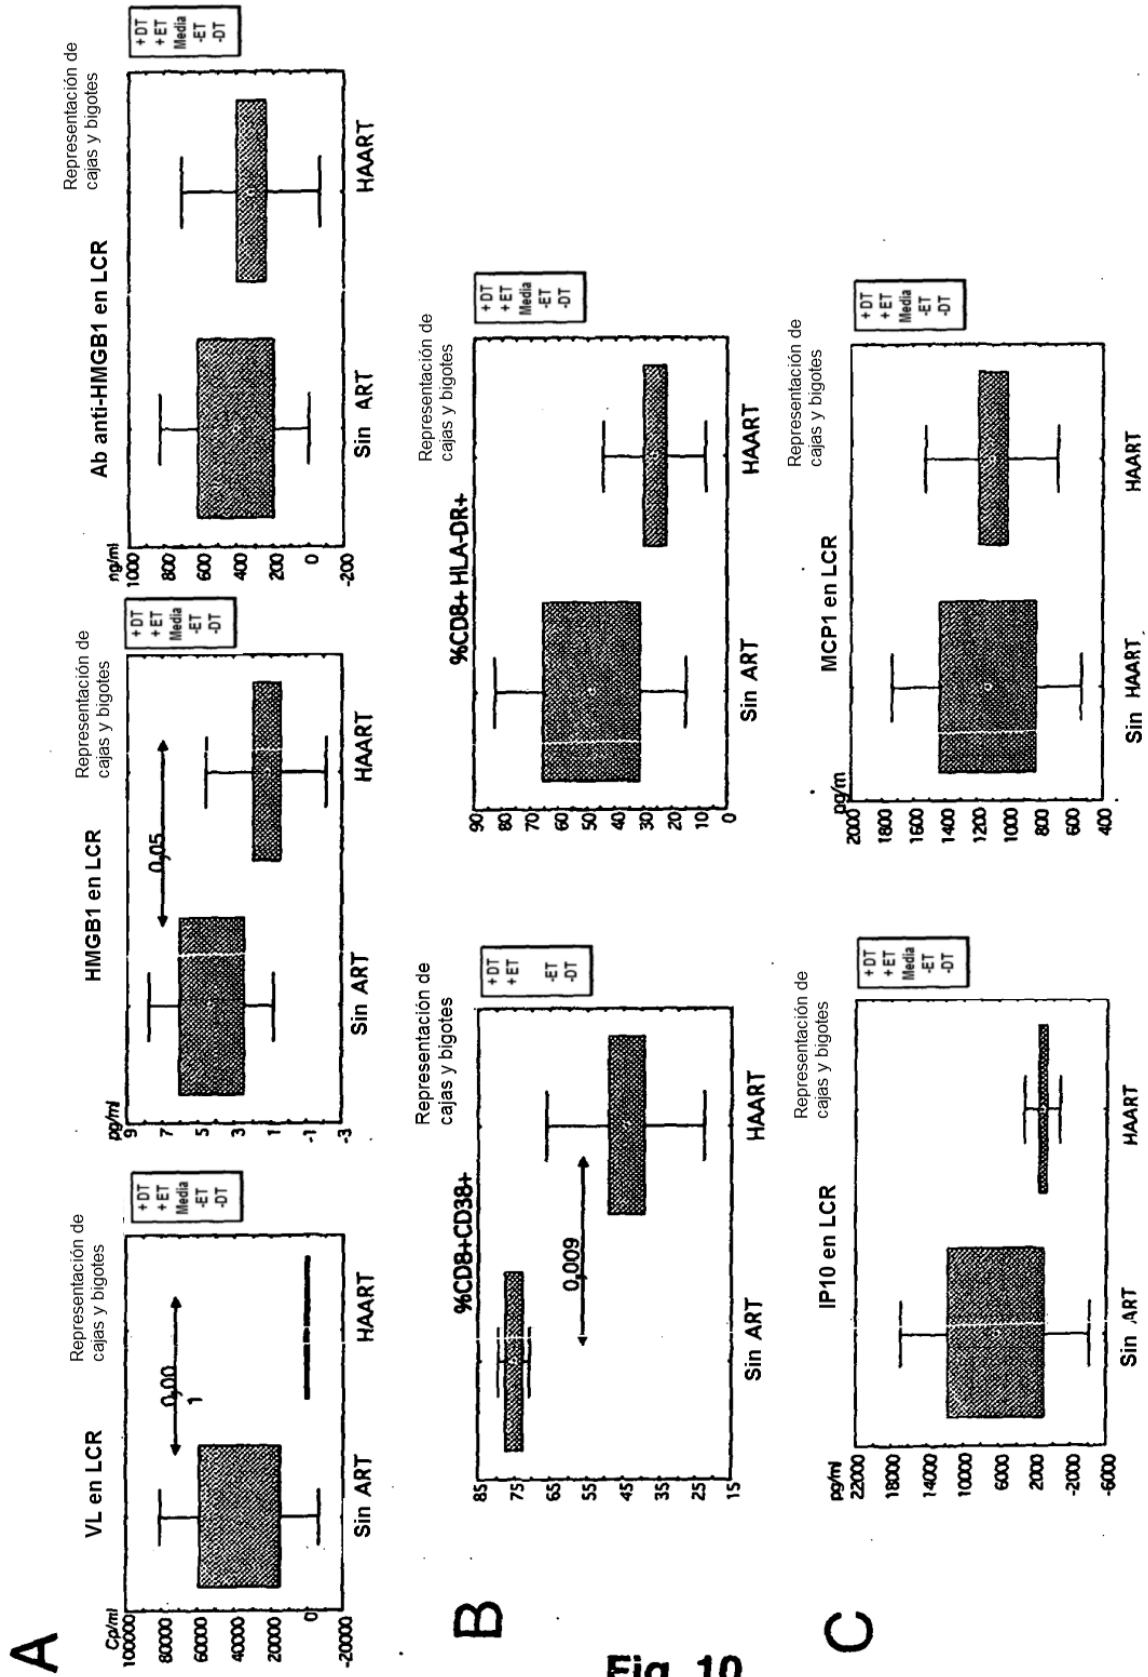 A
VL en LCR
Representación de
cajas y bigotes
Cp/ml
100000
80000
60000
40000
20000
0
-20000
0,00
1
Sin ART
HAART
+DT
+ET
Media
-ET
-DT
HMGB1 en LCR
Representación de
cajas y bigotes
pg/ml
9
7
5
3
1
-1
-3
0,05
Sin ART
HAART
+DT
+ET
Media
-ET
-DT
Ab anti-HMGB1 en LCR
Representación de
cajas y bigotes
ng/ml
1000
800
600
400
200
0
-200
Sin ART
HAART
+DT
+ET
Media
-ET
-DT
B
%CD8+CD38+
Representación de
cajas y bigotes
85
75
65
55
45
35
25
15
0,009
Sin ART
HAART
+DT
+ET
-ET
-DT
%CD8+ HLA-DR+
Representación de
cajas y bigotes
90
80
70
60
50
40
30
20
10
0
Sin ART
HAART
+DT
+ET
Media
-ET
-DT
C
IP10 en LCR
Representación de
cajas y bigotes
pg/ml
22000
18000
14000
10000
6000
2000
-2000
-6000
Sin ART
HAART
+DT
+ET
Media
-ET
-DT
MCP1 en LCR
Representación de
cajas y bigotes
pg/m
2000
1800
1600
1400
1200
1000
800
600
400
Sin HAART
HAART
+DT
+ET
Media
-ET
-DT
Fig. 10